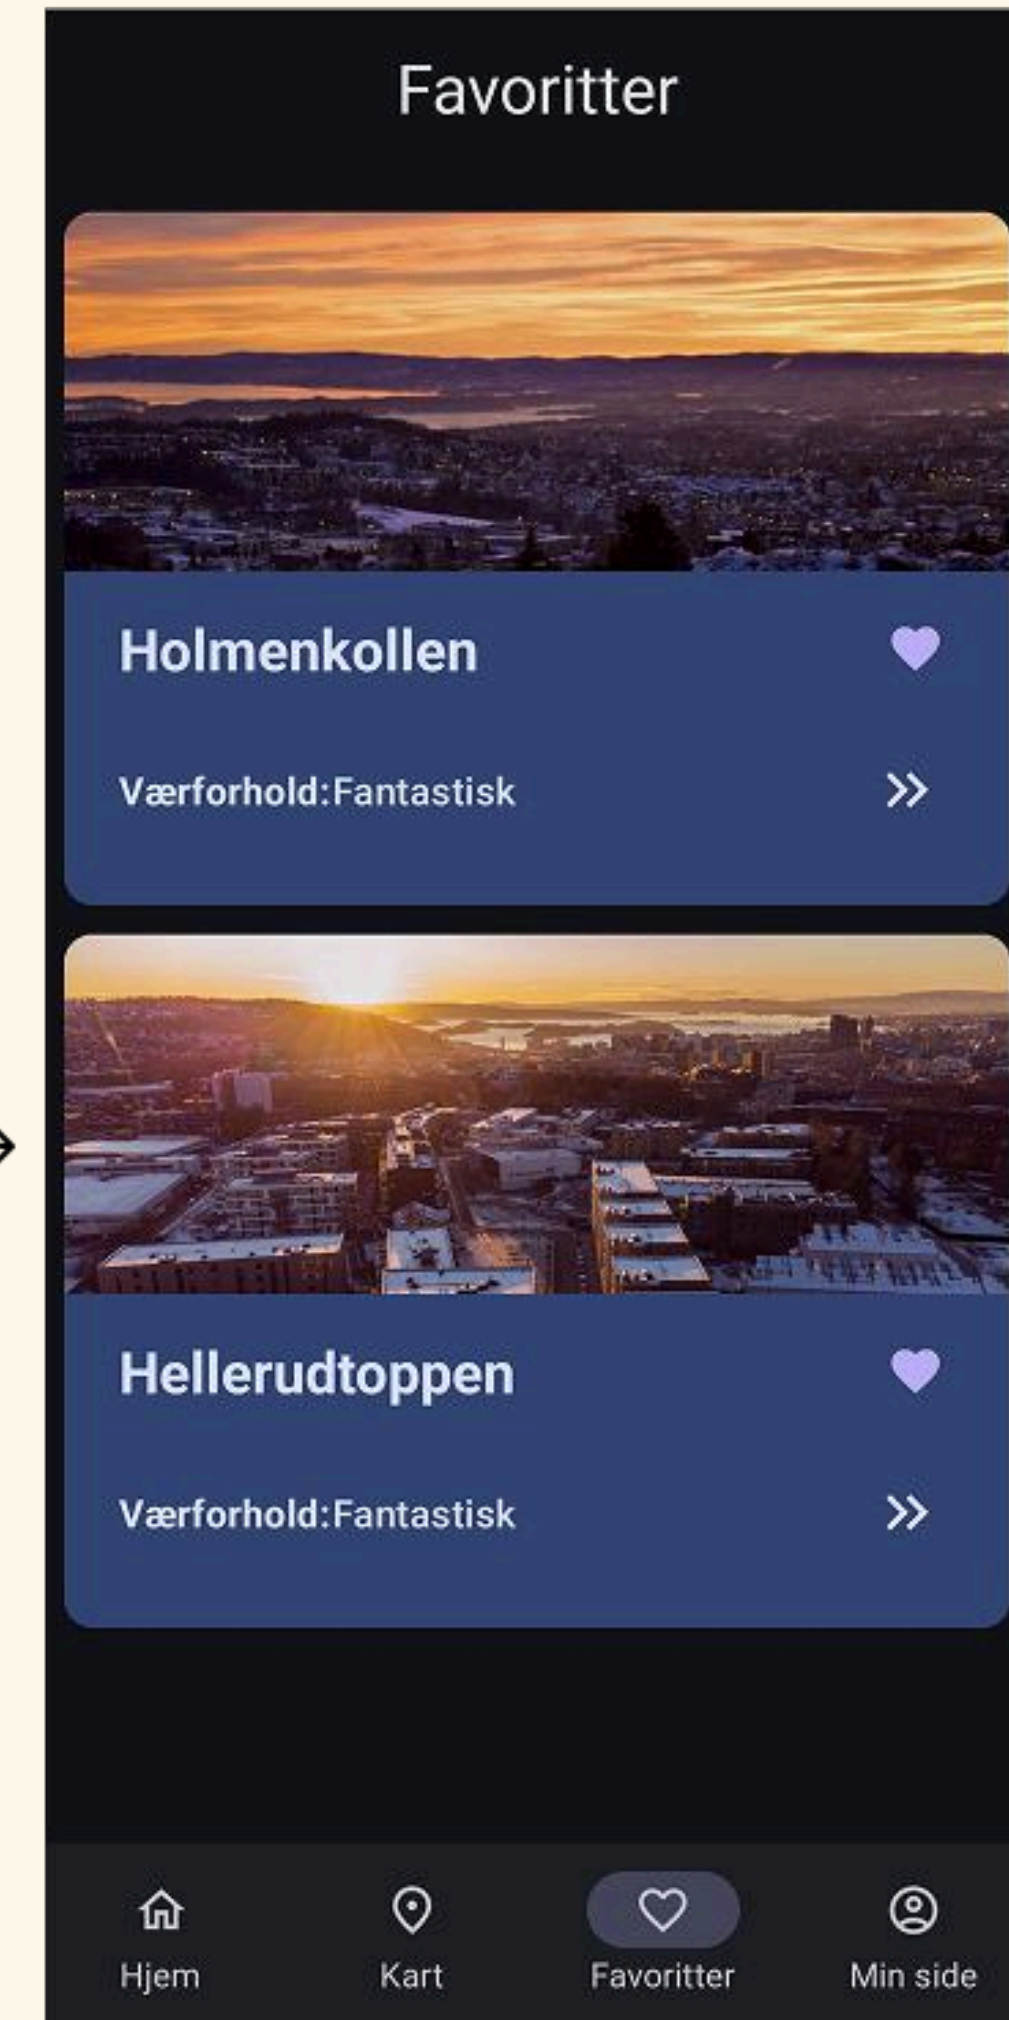 Favoritter
Holmenkollen
Værforhold:Fantastisk
Hellerudtoppen
Værforhold:Fantastisk
Hjem Kart Favoritter Min side